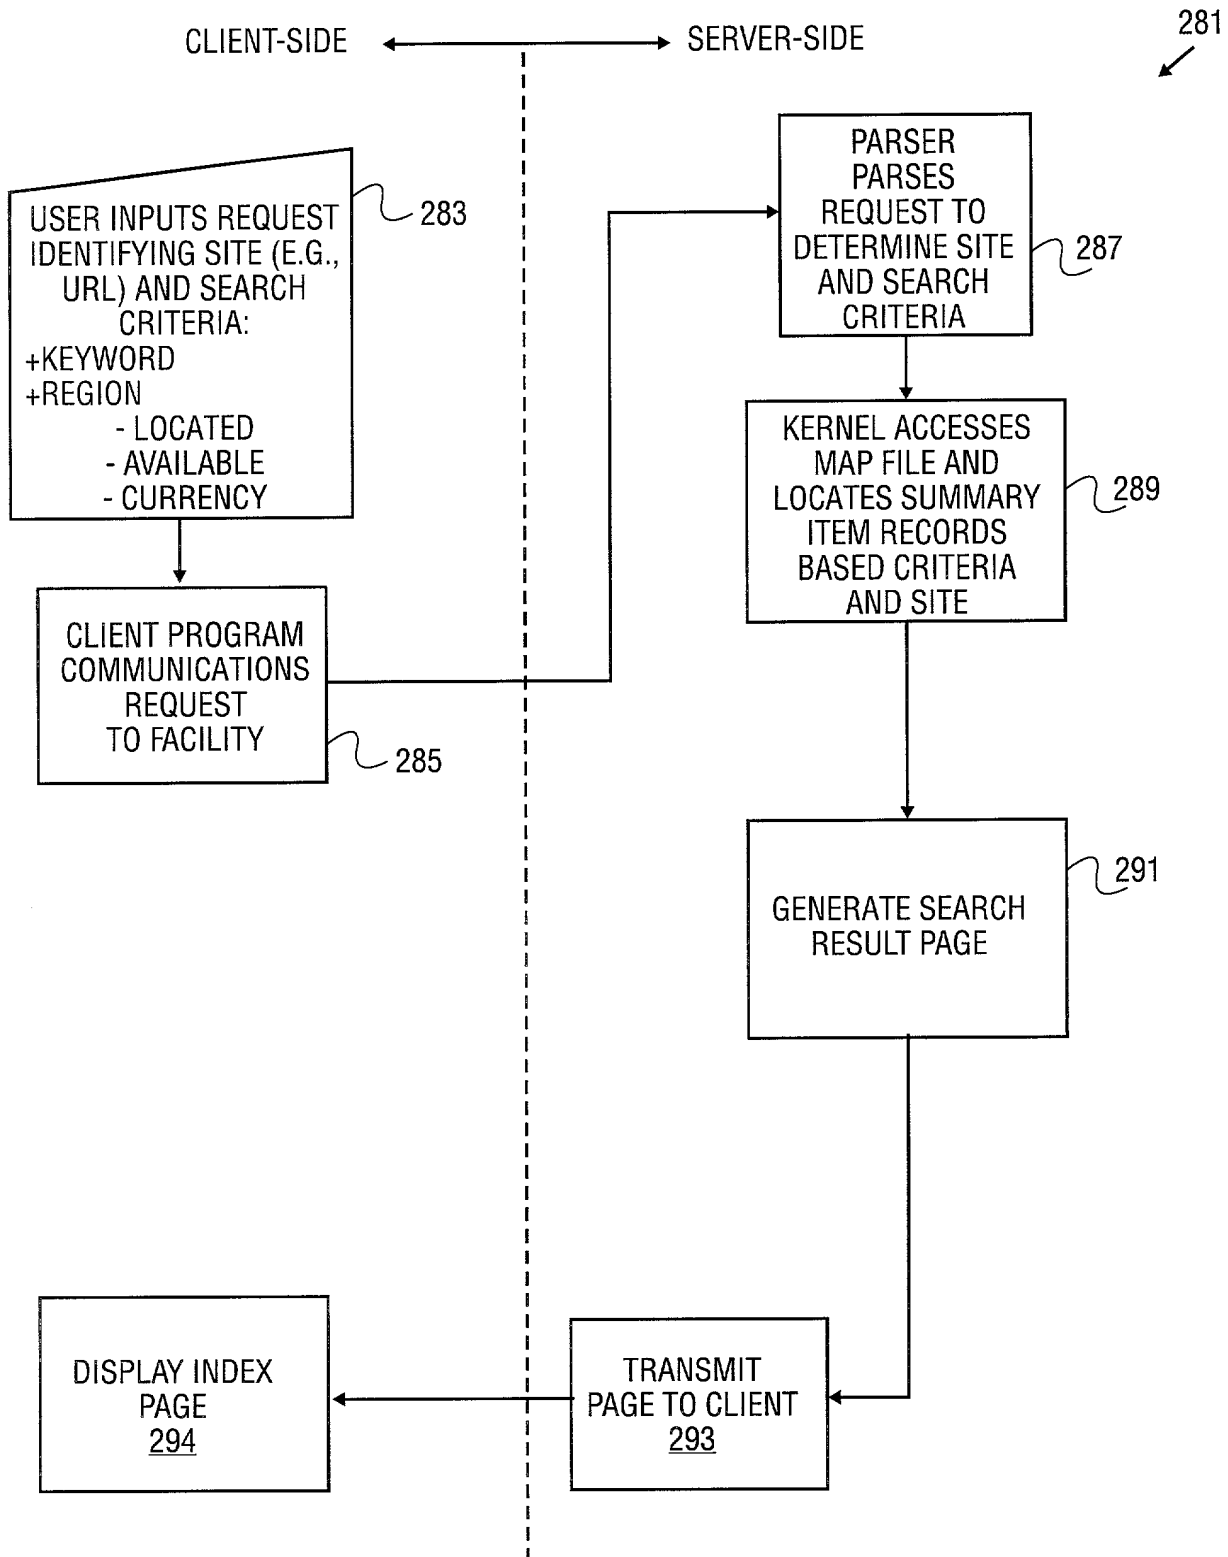 CLIENT-SIDE
SERVER-SIDE
281
USER INPUTS REQUEST
IDENTIFYING SITE (E.G.,
URL) AND SEARCH
CRITERIA:
+KEYWORD
+REGION
- LOCATED
- AVAILABLE
- CURRENCY
283
CLIENT PROGRAM
COMMUNICATIONS
REQUEST
TO FACILITY
285
PARSER
PARSES
REQUEST TO
DETERMINE SITE
AND SEARCH
CRITERIA
287
KERNEL ACCESSES
MAP FILE AND
LOCATES SUMMARY
ITEM RECORDS
BASED CRITERIA
AND SITE
289
GENERATE SEARCH
RESULT PAGE
291
TRANSMIT
PAGE TO CLIENT
293
DISPLAY INDEX
PAGE
294